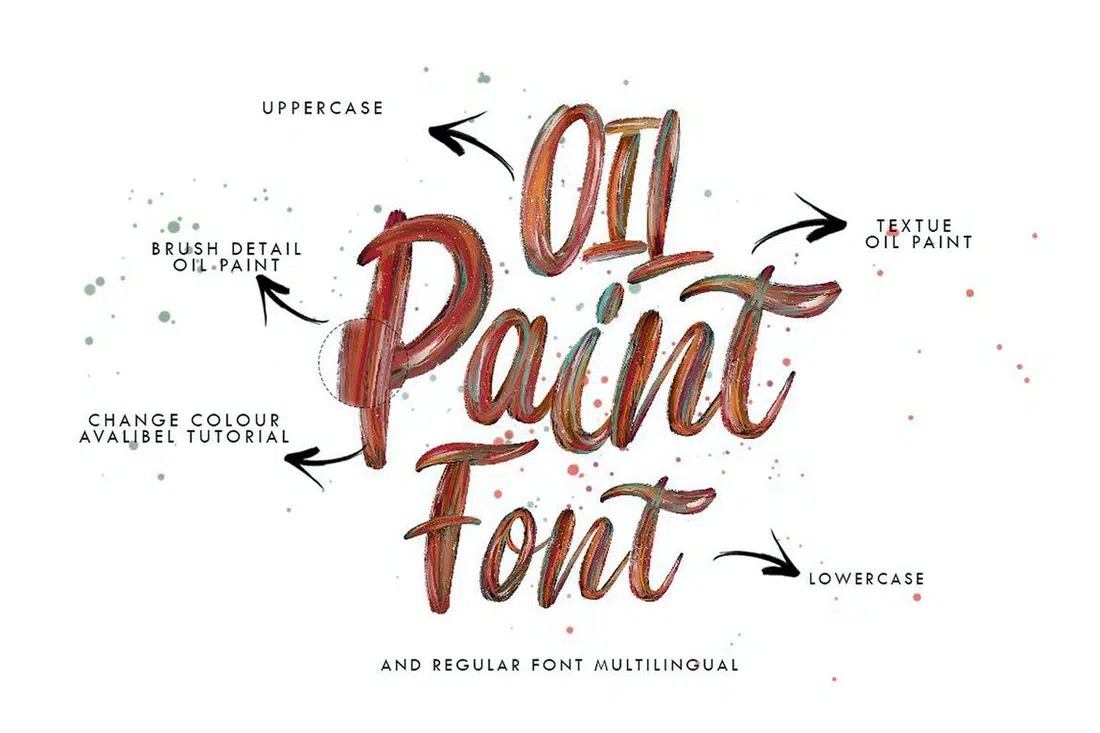 UPPERCASE
OIL
TEXTUE
OIL PAINT
BRUSH DETAIL
OIL PAINT
Paint
CHANGE COLOUR
AVALIBEL TUTORIAL
Font
LOWERCASE
AND REGULAR FONT MULTILINGUAL